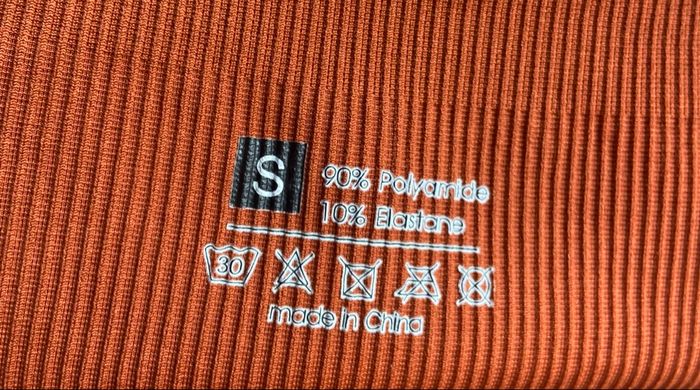 S
90% Polyamide
10% Elastane
30
made in China